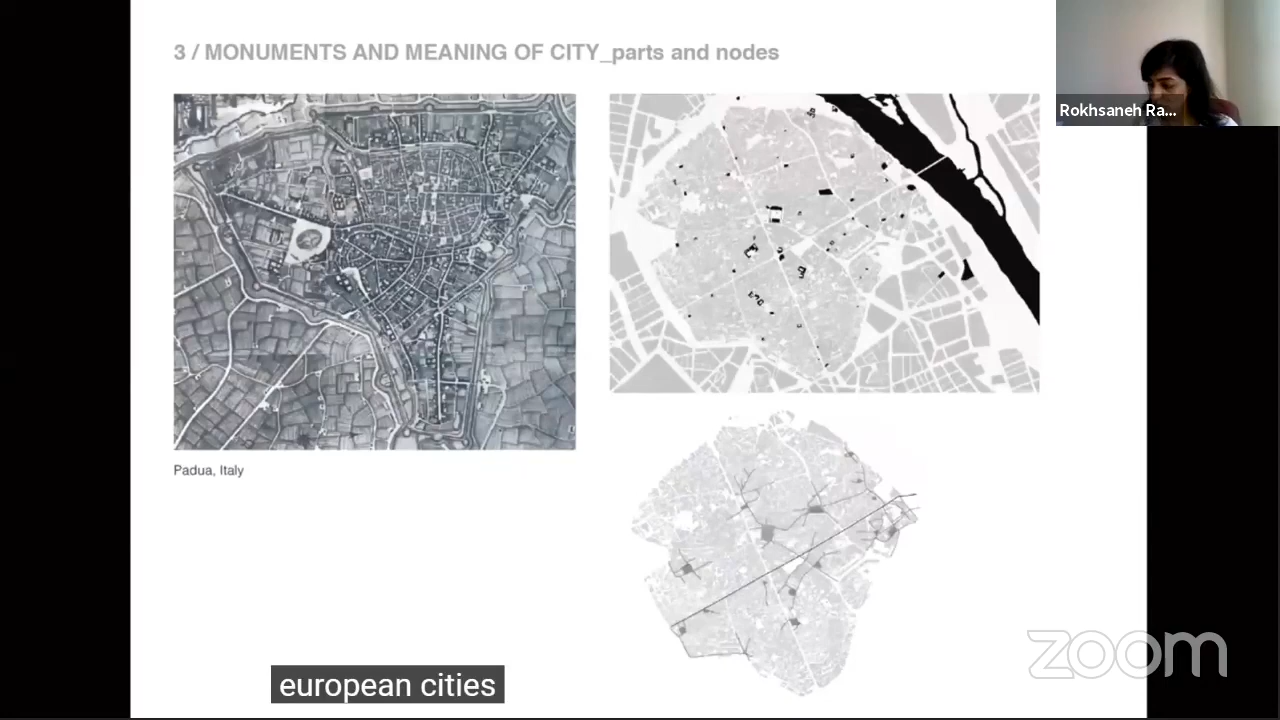 3 / MONUMENTS AND MEANING OF CITY_parts and nodes
Rokhsaneh Ra...
Padua, Italy
european cities
zoom